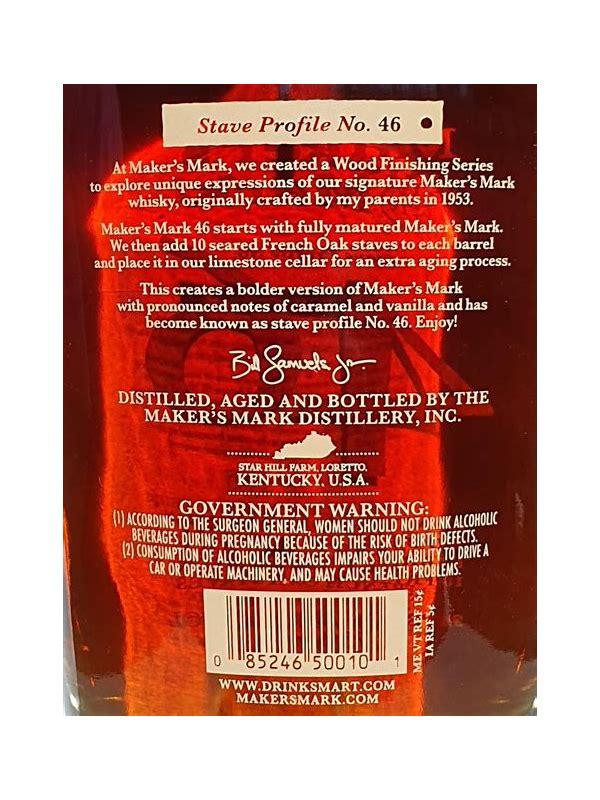 Stave Profile No. 46
At Maker's Mark, we created a Wood Finishing Series
to explore unique expressions of our signature Maker's Mark
whisky, originally crafted by my parents in 1953.
Maker's Mark 46 starts with fully matured Maker's Mark.
We then add 10 seared French Oak staves to each barrel
and place it in our limestone cellar for an extra aging process.
This creates a bolder version of Maker's Mark
with pronounced notes of caramel and vanilla and has
become known as stave profile No. 46. Enjoy!
Bill Samuels Jr.
DISTILLED, AGED AND BOTTLED BY THE
MAKER'S MARK DISTILLERY, INC.
STAR HILL FARM, LORETTO,
KENTUCKY, U.S.A.
GOVERNMENT WARNING:
(1) ACCORDING TO THE SURGEON GENERAL, WOMEN SHOULD NOT DRINK ALCOHOLIC
BEVERAGES DURING PREGNANCY BECAUSE OF THE RISK OF BIRTH DEFECTS.
(2) CONSUMPTION OF ALCOHOLIC BEVERAGES IMPAIRS YOUR ABILITY TO DRIVE A
CAR OR OPERATE MACHINERY, AND MAY CAUSE HEALTH PROBLEMS.
0 85246 50010 1
ME VT REF 15¢
IA REF 5¢
WWW.DRINKSMART.COM
MAKERSMARK.COM